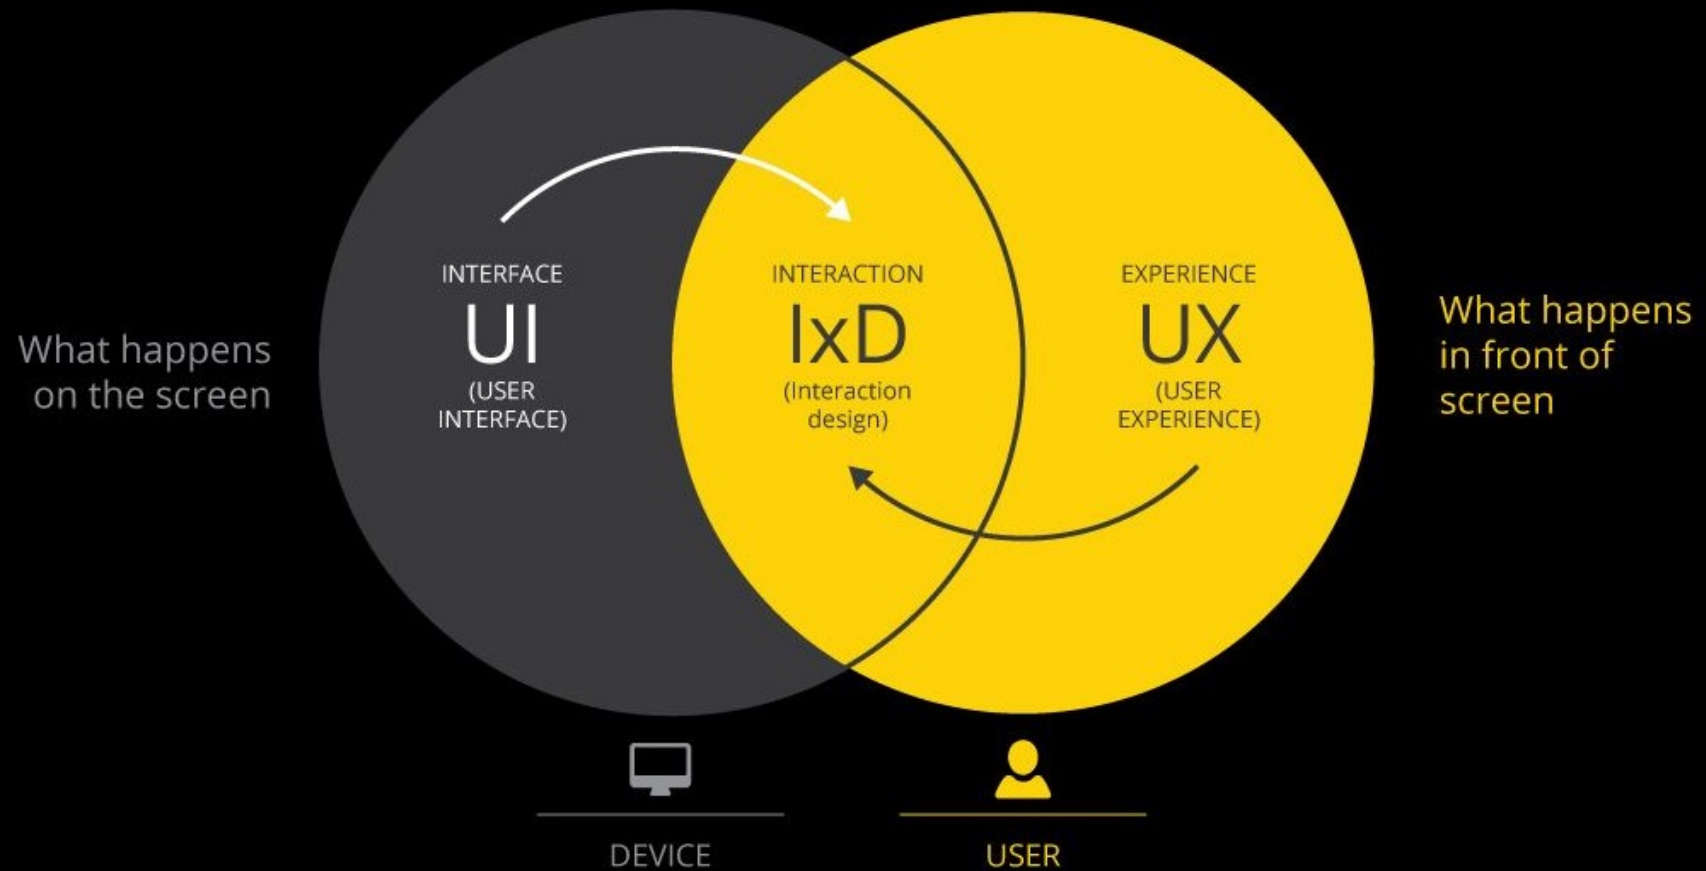 What happens
on the screen
INTERFACE
UI
(USER
INTERFACE)
INTERACTION
IxD
(Interaction
design)
EXPERIENCE
UX
(USER
EXPERIENCE)
What happens
in front of
screen
DEVICE
USER